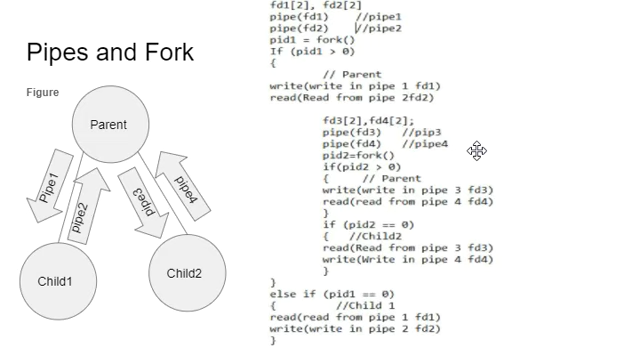 Pipes and Fork
Figure
Parent
Pipe1
pipe2
pipe3
pipe4
Child1
Child2
fd1[2], fd2[2]
pipe(fd1) //pipe1
pipe(fd2) //pipe2
pid1 = fork()
If (pid1 > 0)
{
// Parent
write(write in pipe 1 fd1)
read(Read from pipe 2fd2)
fd3[2],fd4[2];
pipe(fd3) //pip3
pipe(fd4) //pipe4
pid2=fork()
if(pid2 > 0)
{ // Parent
write(write in pipe 3 fd3)
read(read from pipe 4 fd4)
}
if (pid2 == 0)
{ //Child2
read(Read from pipe 3 fd3)
write(Write in pipe 4 fd4)
}
}
else if (pid1 == 0)
{ //Child 1
read(read from pipe 1 fd1)
write(write in pipe 2 fd2)
}